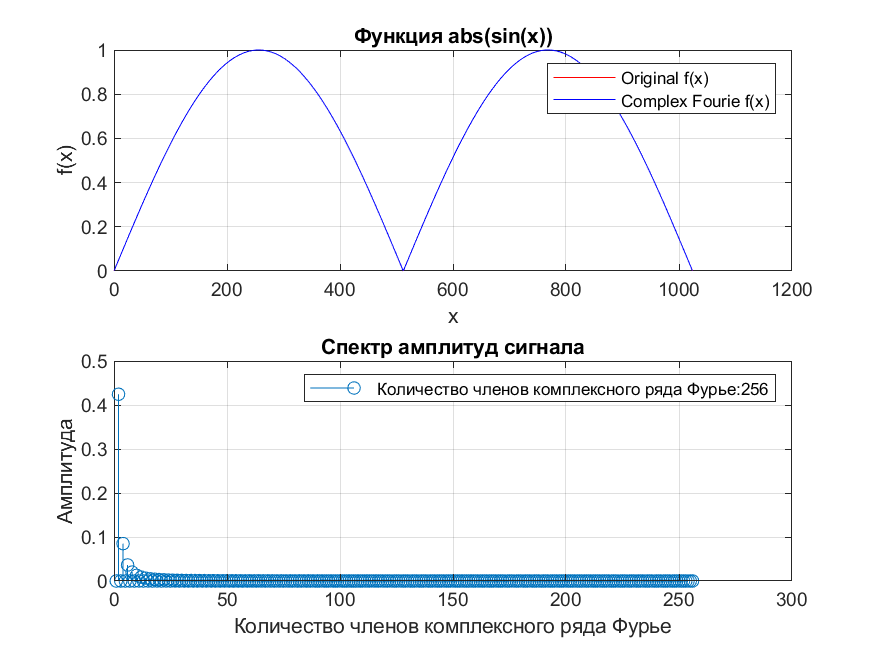 Функция abs(sin(x))
1
0.8
0.6
0.4
0.2
0
f(x)
Original f(x)
Complex Fourie f(x)
0 200 400 600 800 1000 1200
x
Спектр амплитуд сигнала
0.5
0.4
0.3
0.2
0.1
0
Амплитуда
Количество членов комплексного ряда Фурье:256
0 50 100 150 200 250 300
Количество членов комплексного ряда Фурье